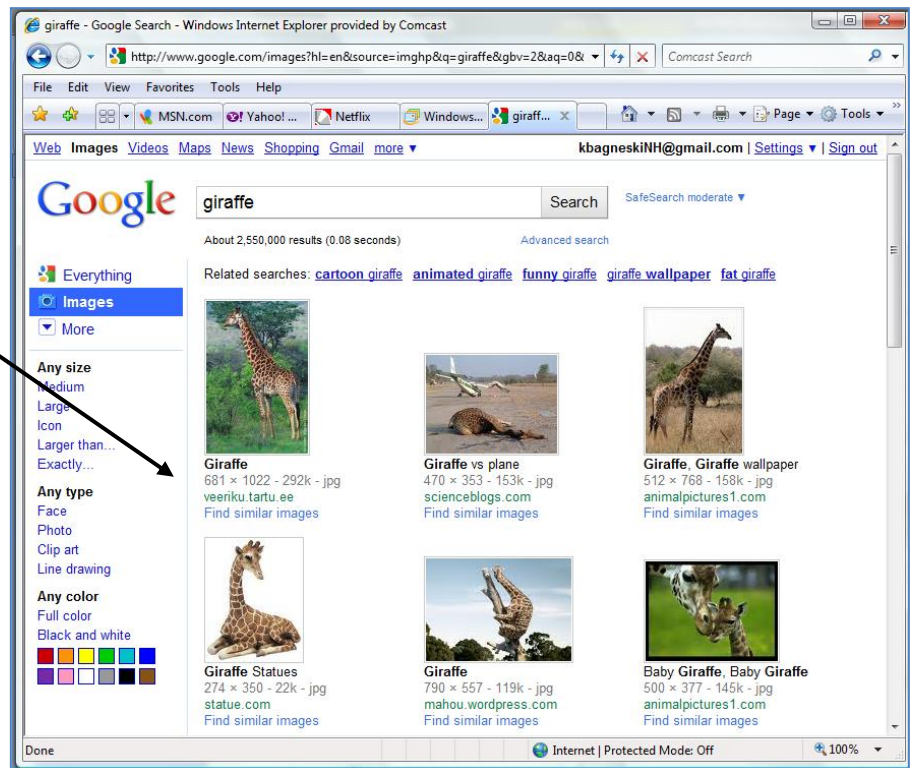 giraffe - Google Search - Windows Internet Explorer provided by Comcast
http://www.google.com/images?hl=en&source=imghp&q=giraffe&gbv=2&aq=0&
Comcast Search
File Edit View Favorites Tools Help
MSN.com Yahoo! ... Netflix Windows... giraff... Page Tools
Web Images Videos Maps News Shopping Gmail more kbagneskiNH@gmail.com | Settings | Sign out
Google giraffe Search SafeSearch moderate
About 2,550,000 results (0.08 seconds) Advanced search
Everything
Images
More
Any size
Medium
Large
Icon
Larger than...
Exactly...
Any type
Face
Photo
Clip art
Line drawing
Any color
Full color
Black and white
Related searches: cartoon giraffe animated giraffe funny giraffe giraffe wallpaper fat giraffe
Giraffe
681 × 1022 - 292k - jpg
veeriku.tartu.ee
Find similar images
Giraffe vs plane
470 × 353 - 153k - jpg
scienceblogs.com
Find similar images
Giraffe, Giraffe wallpaper
512 × 768 - 158k - jpg
animalpictures1.com
Find similar images
Giraffe Statues
274 × 350 - 22k - jpg
statue.com
Find similar images
Giraffe
790 × 557 - 119k - jpg
mahou.wordpress.com
Find similar images
Baby Giraffe, Baby Giraffe
500 × 377 - 145k - jpg
animalpictures1.com
Find similar images
Done Internet | Protected Mode: Off 100%